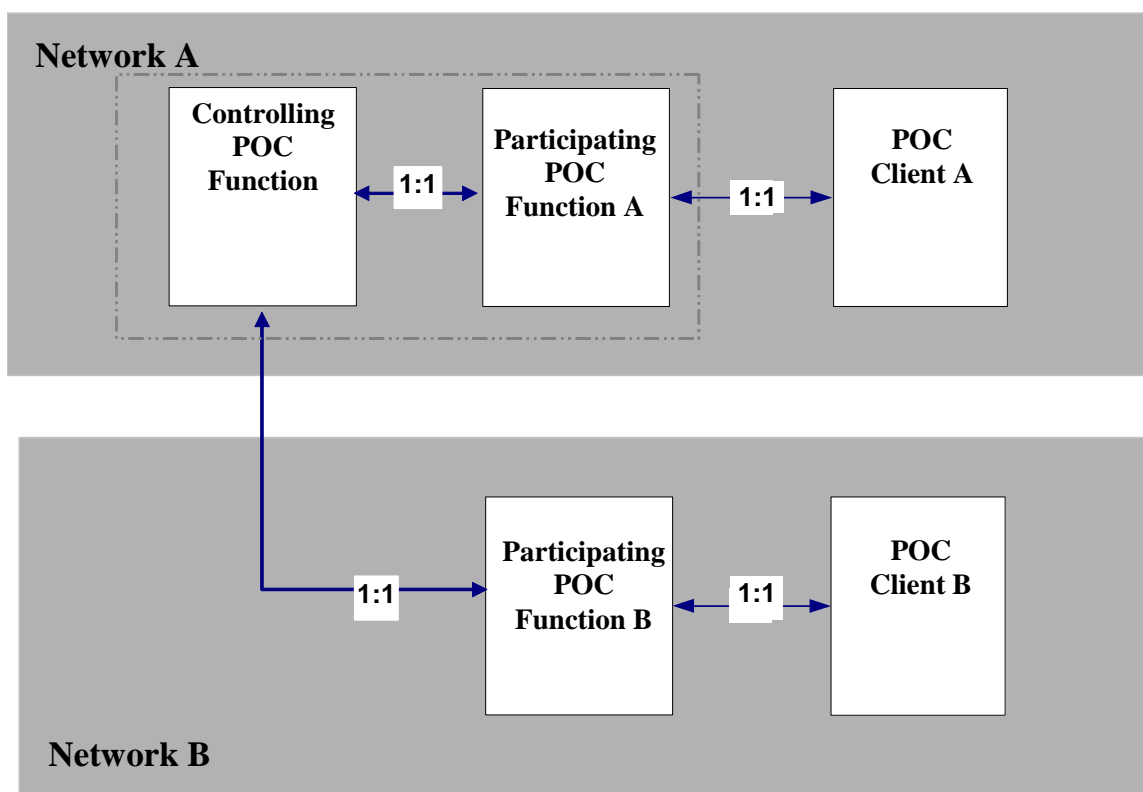 Network A
Controlling
POC
Function
1:1
Participating
POC
Function A
1:1
POC
Client A
1:1
Participating
POC
Function B
1:1
POC
Client B
Network B